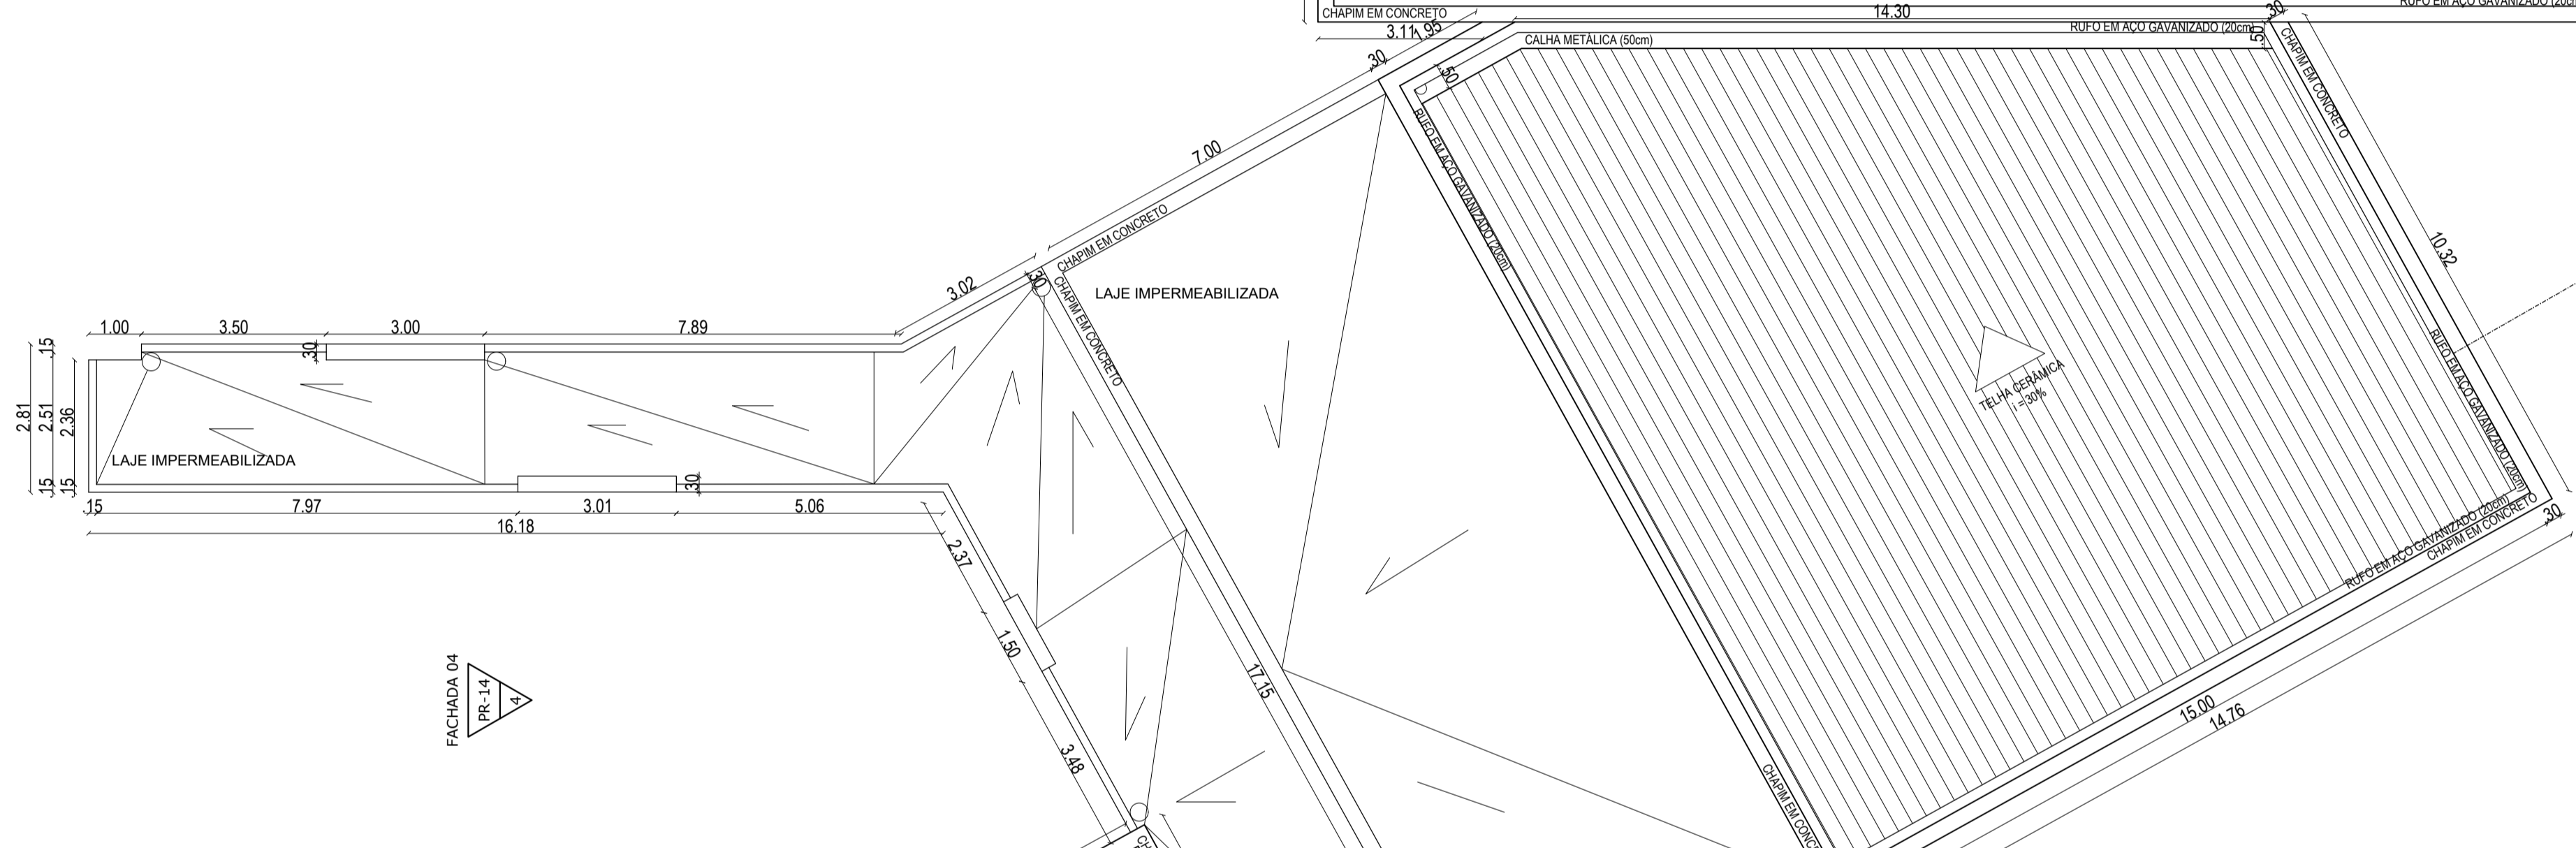 CHAPIM EM CONCRETO
14.30
.30
RUFO EM AÇO GAVANIZADO (20cm
3.11
1.95
CALHA METÀLICA (50cm)
RUFO EM AÇO GAVANIZADO (20cm)
.50
CHAPIM EM CONCRETO
.30
.50
RUFO EM AÇO GAVANIZADO (20cm)
7.00
CHAPIM EM CONCRETO
10.32
3.02
.30
CHAPIM EM CONCRETO
LAJE IMPERMEABILIZADA
1.00
3.50
3.00
7.89
.15
.30
2.81
2.51
2.36
TELHA CERÂMICA
i = 30%
RUFO EM AÇO GAVANIZADO (20cm)
LAJE IMPERMEABILIZADA
.15
.15
.30
.15
7.97
3.01
5.06
16.18
RUFO EM AÇO GAVANIZADO (20cm)
CHAPIM EM CONCRETO
.30
2.37
1.50
17.15
FACHADA 04
PR-14
4
15.00
14.76
3.48
CHAPIM EM CONC
CH